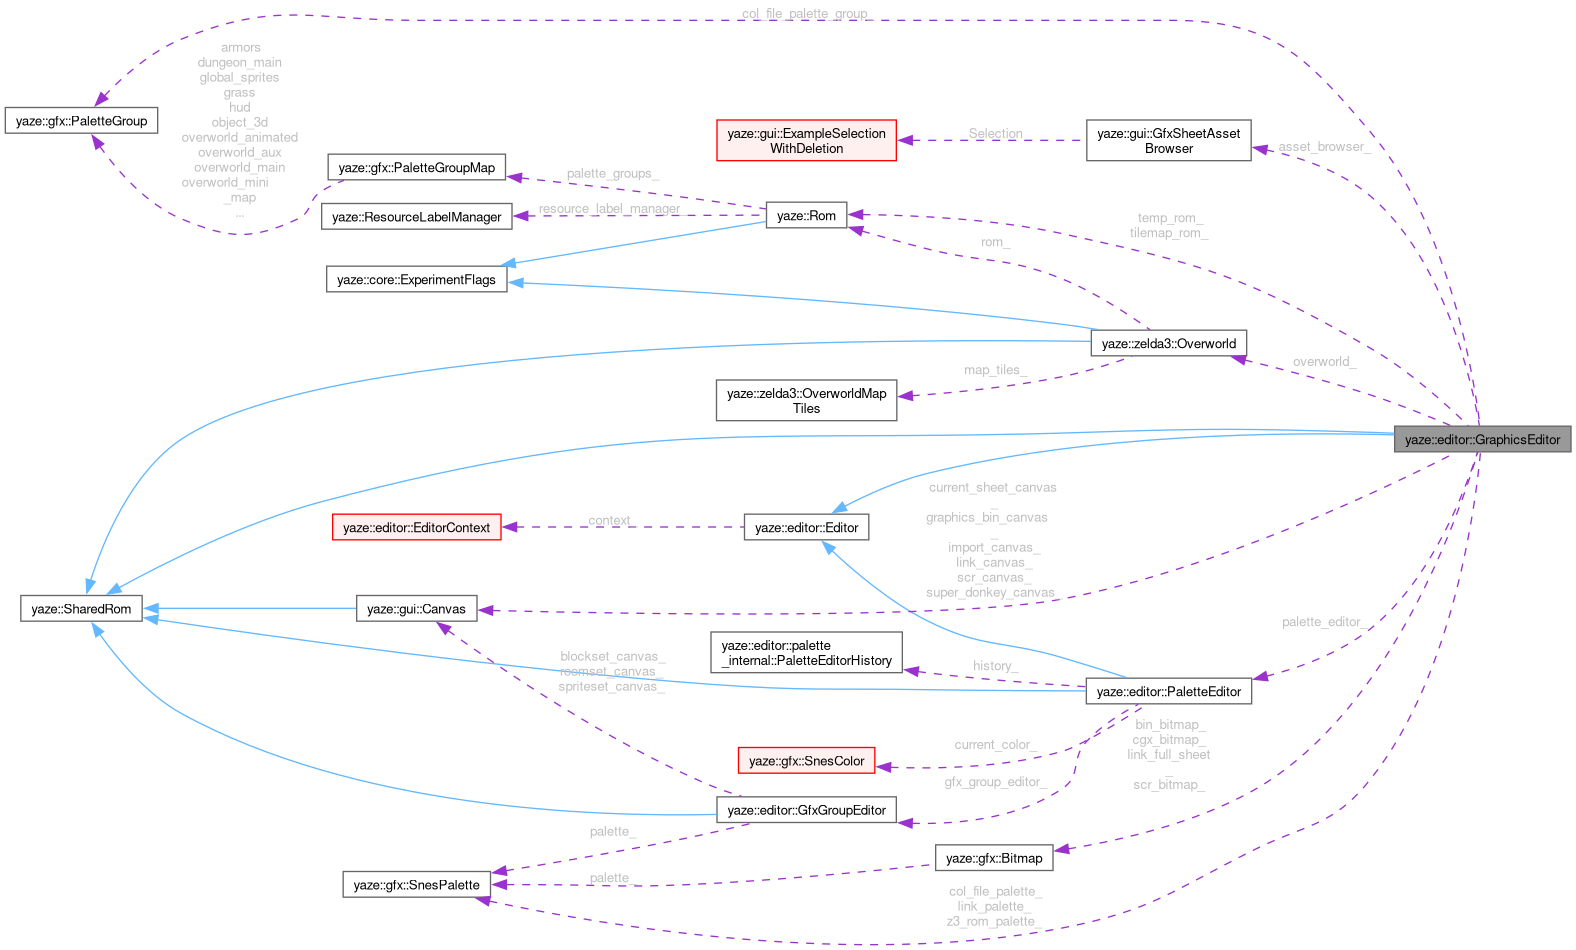 col_file_palette_group_
armors
dungeon_main
global_sprites
grass
hud
object_3d
overworld_animated
overworld_aux
overworld_main
overworld_mini
_map
_
yaze::gfx::PaletteGroup
yaze::gui::ExampleSelection
WithDeletion
Selection
yaze::gui::GfxSheetAsset
Browser
asset_browser_
yaze::gfx::PaletteGroupMap
palette_groups_
yaze::ResourceLabelManager
resource_label_manager_
yaze::Rom
temp_rom_
tilemap_rom_
rom_
yaze::core::ExperimentFlags
yaze::zelda3::Overworld
overworld_
map_tiles_
yaze::zelda3::OverworldMap
Tiles
yaze::editor::GraphicsEditor
current_sheet_canvas
_
graphics_bin_canvas
_
import_canvas_
link_canvas_
scr_canvas_
super_donkey_canvas_
yaze::editor::EditorContext
context_
yaze::editor::Editor
yaze::SharedRom
yaze::gui::Canvas
palette_editor_
yaze::editor::palette
_internal::PaletteEditorHistory
history_
blockset_canvas_
roomset_canvas_
spriteset_canvas_
yaze::editor::PaletteEditor
bin_bitmap_
cgx_bitmap_
link_full_sheet
_
scr_bitmap_
yaze::gfx::SnesColor
current_color_
gfx_group_editor_
yaze::editor::GfxGroupEditor
palette_
yaze::gfx::Bitmap
palette_
yaze::gfx::SnesPalette
col_file_palette_
link_palette_
z3_rom_palette_